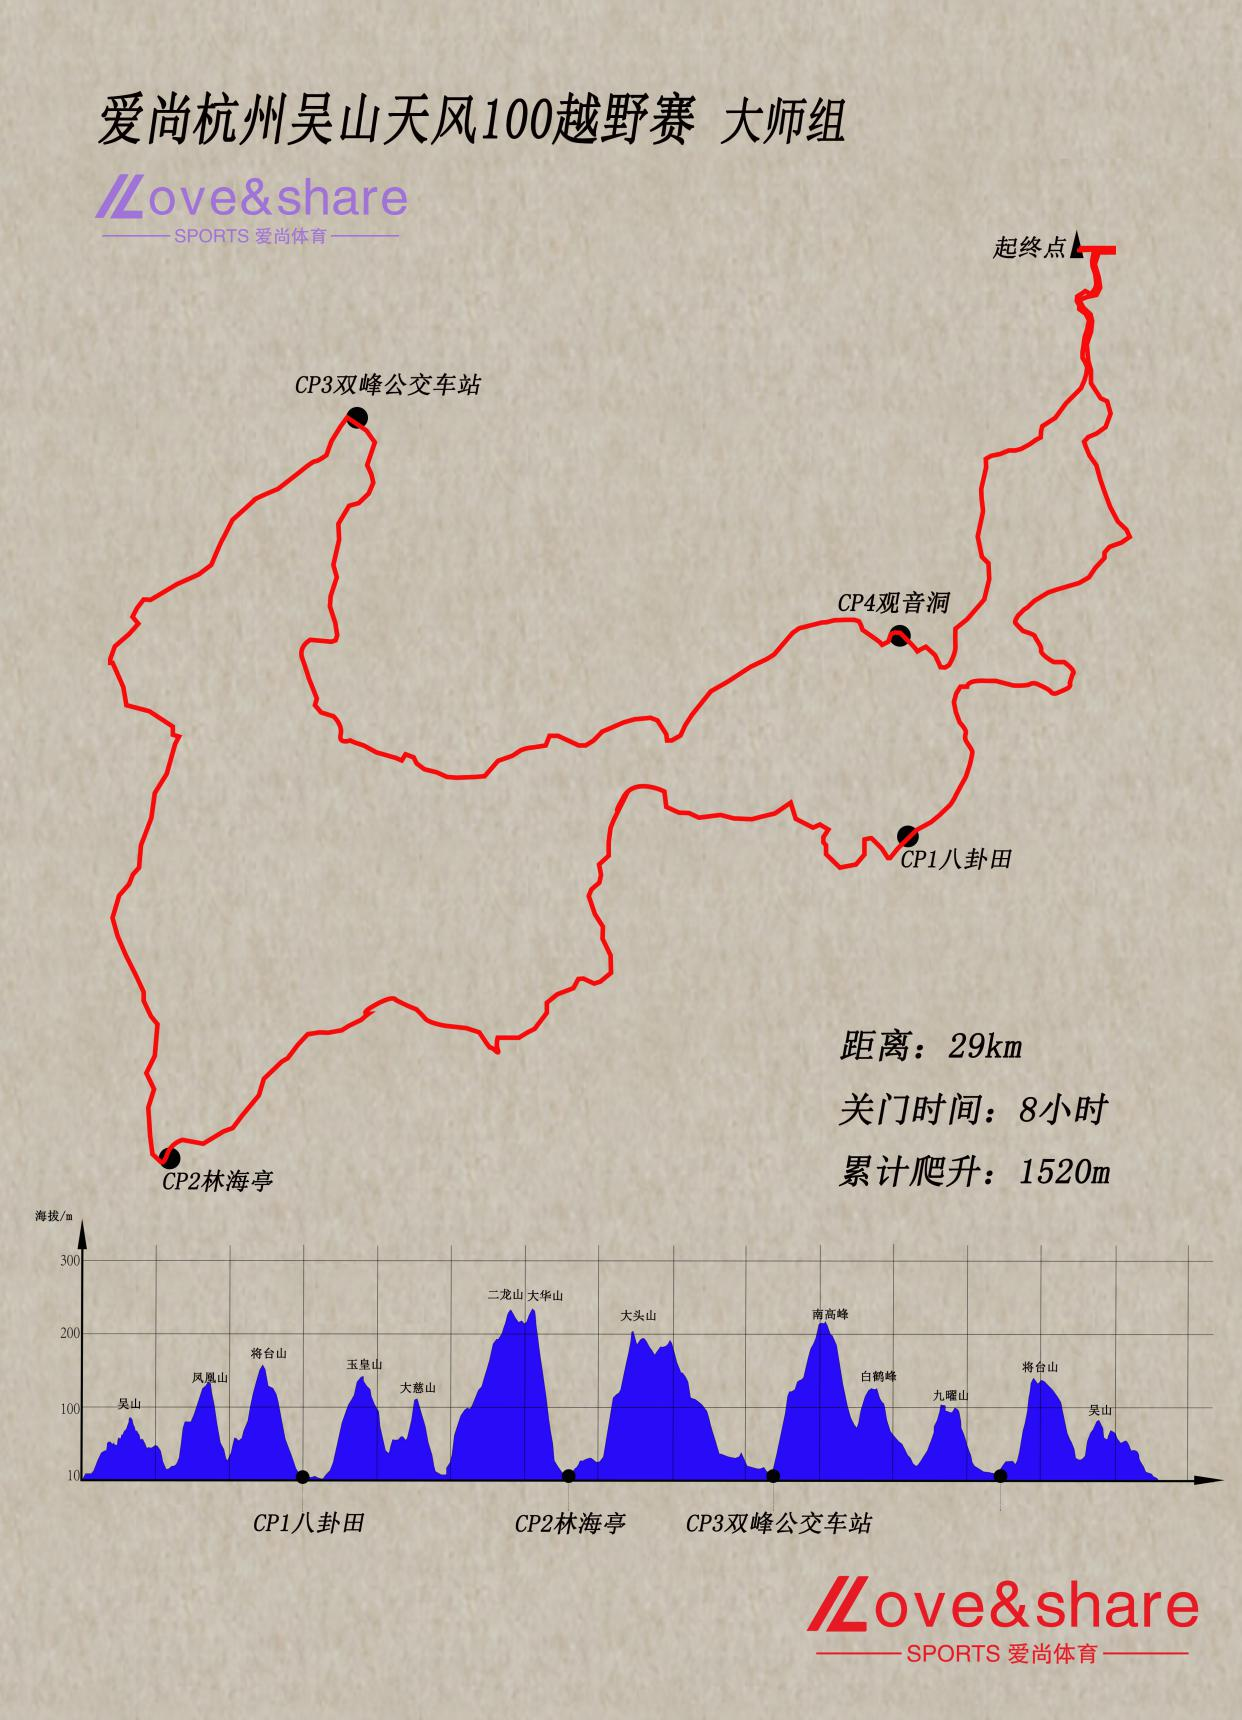 爱尚杭州吴山天风100越野赛 大师组
Love&share
SPORTS 爱尚体育
起终点
CP3双峰公交车站
CP4观音洞
CP1八卦田
距离：29km
关门时间：8小时
累计爬升：1520m
CP2林海亭
海拔/m
300
二龙山 大华山
大头山
南高峰
200
将台山
玉皇山
将台山
凤凰山
大慈山
白鹤峰
九曜山
吴山
吴山
100
10
CP1八卦田
CP2林海亭
CP3双峰公交车站
Love&share
SPORTS 爱尚体育